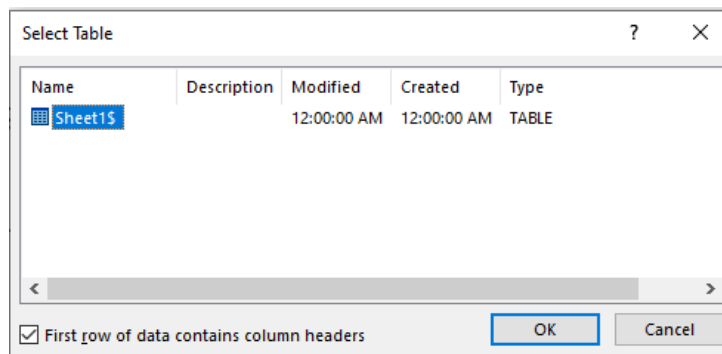 Select Table ?
Name Description Modified Created Type
Sheet1$ 12:00:00 AM 12:00:00 AM TABLE
First row of data contains column headers OK Cancel